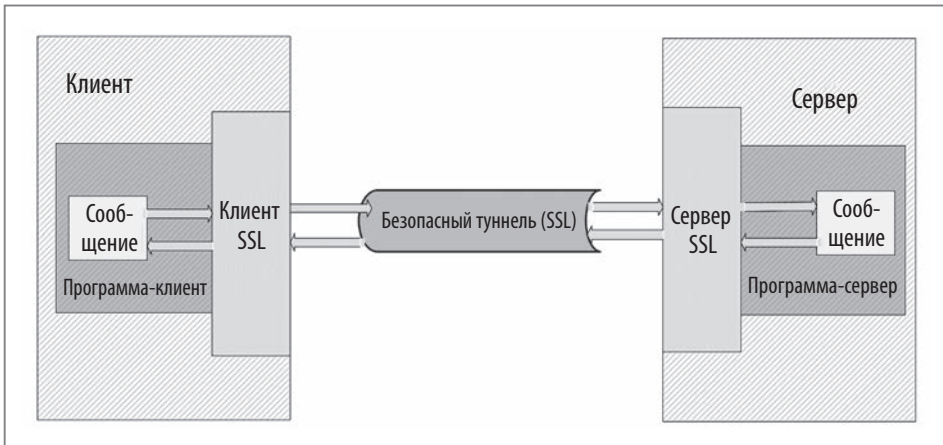 Клиент
Сервер
Сооб-
щение
Программа-клиент
Клиент
SSL
Безопасный туннель (SSL)
Сервер
SSL
Сооб-
щение
Программа-сервер